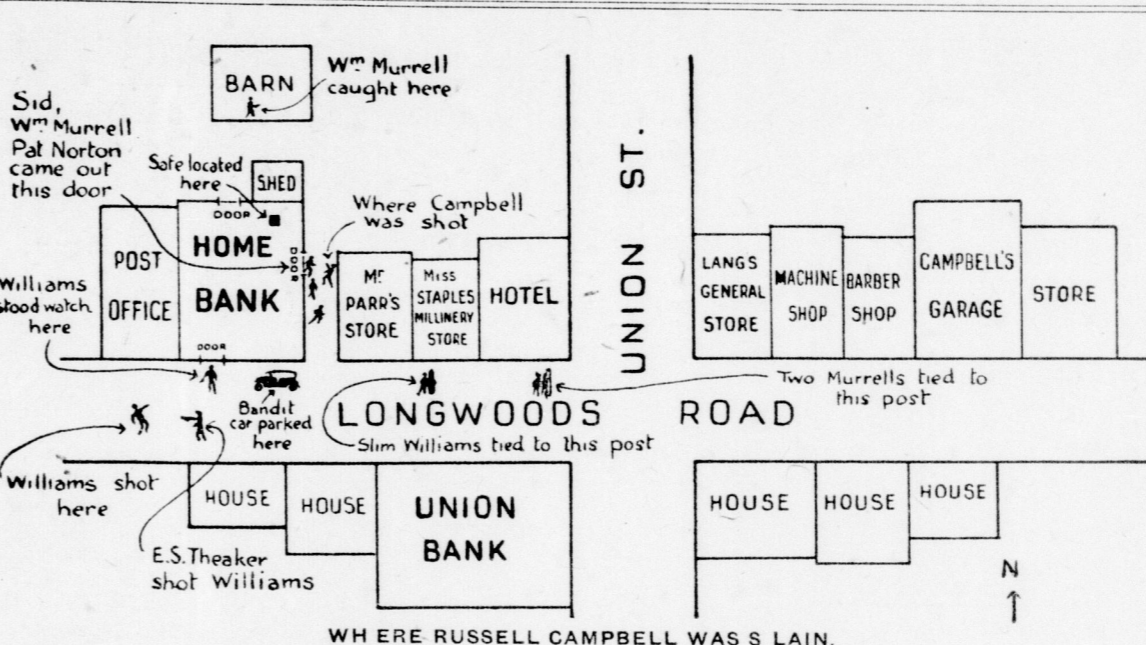 BARN
Wm Murrell
caught here
Sid,
Wm Murrell
Pat Norton
came out
this door
Safe located
here
SHED
DOOR
Where Campbell
was shot
HOME
BANK
POST
OFFICE
DOOR
Williams
stood watch
here
Mr
PARR'S
STORE
MISS
STAPLES
MILLINERY
STORE
HOTEL
UNION ST.
LANGS
GENERAL
STORE
MACHINE
SHOP
BARBER
SHOP
CAMPBELL'S
GARAGE
STORE
Bandit
car parked
here
LONGWOODS ROAD
Two Murrells tied to
this post
Slim Williams tied to this post
Williams shot
here
E.S. Theaker
shot Williams
HOUSE
HOUSE
UNION
BANK
HOUSE
HOUSE
HOUSE
N
WH ERE RUSSELL CAMPBELL WAS S LAIN.